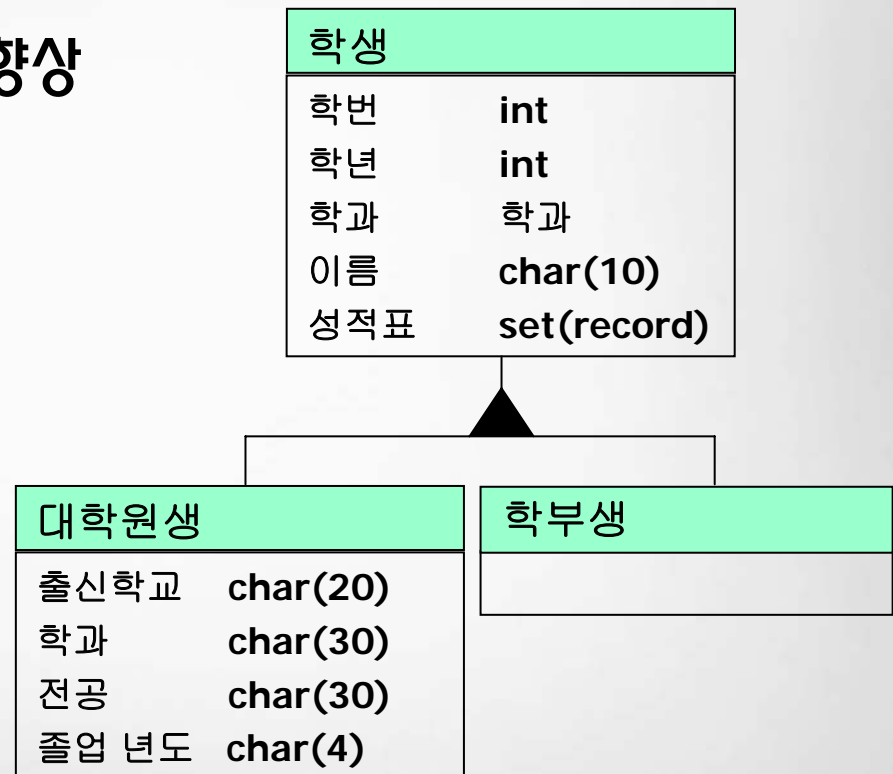 향상
학생
학번 int
학년 int
학과 학과
이름 char(10)
성적표 set(record)
대학원생
출신학교 char(20)
학과 char(30)
전공 char(30)
졸업 년도 char(4)
학부생